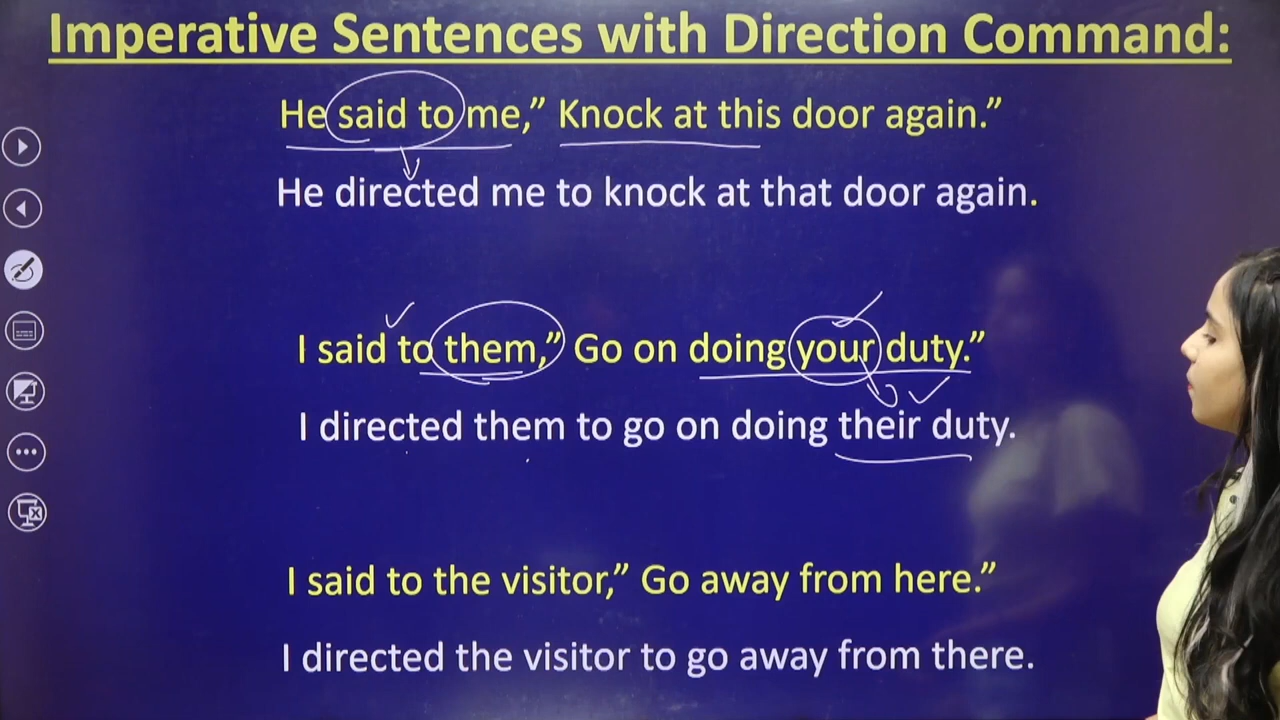 Imperative Sentences with Direction Command:
He said to me,” Knock at this door again.”
He directed me to knock at that door again.
I said to them,” Go on doing your duty.”
I directed them to go on doing their duty.
I said to the visitor,” Go away from here.”
I directed the visitor to go away from there.